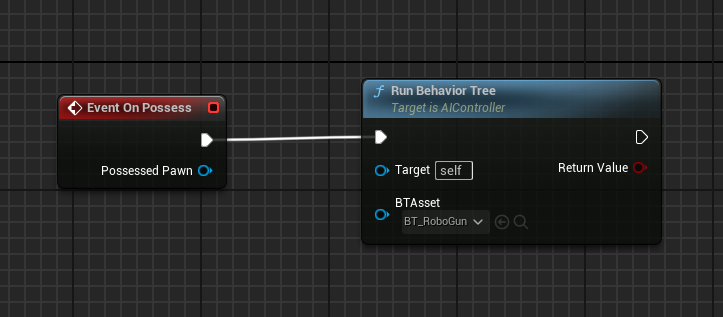 Event On Possess
Possessed Pawn
f Run Behavior Tree
Target is AIController
Target self
Return Value
BTAsset
BT_RoboGun